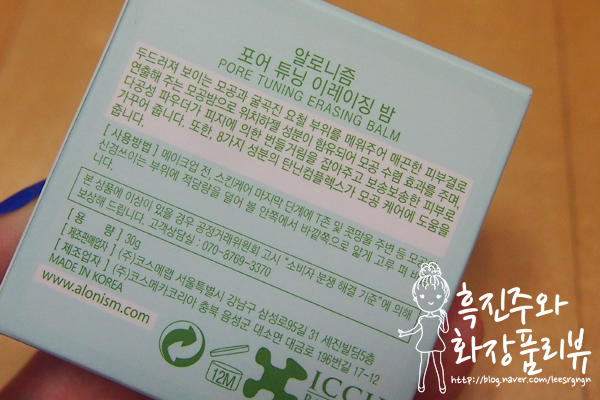 알로니즘
포어 튜닝 이레이징 밤
PORE TUNING ERASING BALM
두드러져 보이는 모공과 굴곡진 요철 부위를 메워주어 매끈한 피부결로
연출해 주는 모공밤으로 위치하젤 성분이 함유되어 모공 수렴 효과를 주며,
다공성 파우더가 피지에 의한 번들거림을 잡아주고 보송보송한 피부로
가꾸어 줍니다. 또한, 8가지 성분의 탄닌컴플렉스가 모공 케어에 도움을
줍니다.
[ 사용방법 ] 메이크업 전, 스킨케어 마지막 단계에 T존 및 콧망울 주변 등 모공이
신경쓰이는 부위에 적당량을 덜어 볼 안쪽에서 바깥쪽으로 얇게 고루 펴
니다.
본 상품에 이상이 있을 경우 공정거래위원회 고시 "소비자 분쟁 해결 기준"에 의해
보상해 드립니다. 고객상담실 : 070-8769-3370
[ 용 량 ] 30g
[ 제조판매업자 ] (주)코스메랩 서울특별시 강남구 삼성로95길 31 세진빌딩5층
[ 제조업자 ] (주)코스메카코리아 충북 음성군 대소면 대금로 196번길 17-12
MADE IN KOREA
www.alonism.com
12M
흑진주와
화장품리뷰
http://blog.naver.com/leesrgngn